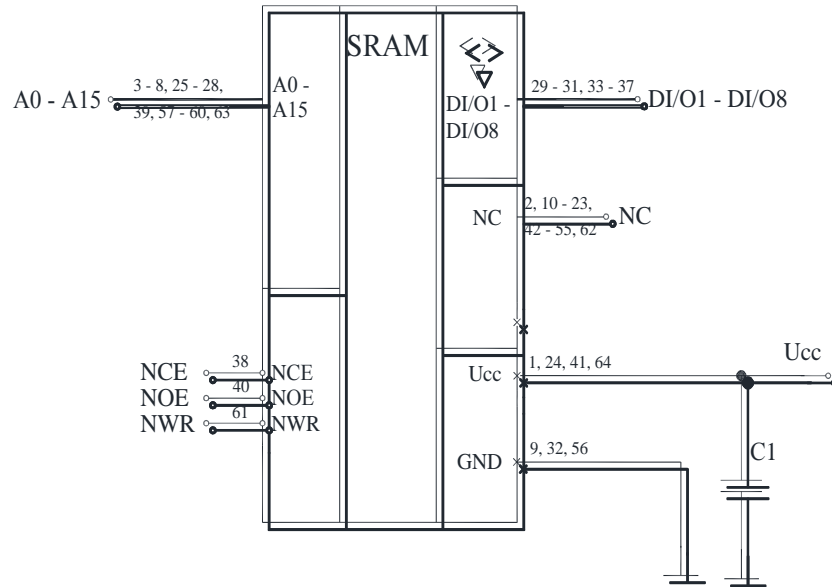 SRAM
3 - 8, 25 - 28,
A0 - A15
39, 57 - 60, 63
A0 -
A15
DI/O1 -
DI/O8
29 - 31, 33 - 37
DI/O1 - DI/O8
NC
2, 10 - 23,
42 - 55, 62
NC
NCE
38
NCE
NOE
40
NOE
NWR
61
NWR
Ucc
1, 24, 41, 64
Ucc
GND
9, 32, 56
C1